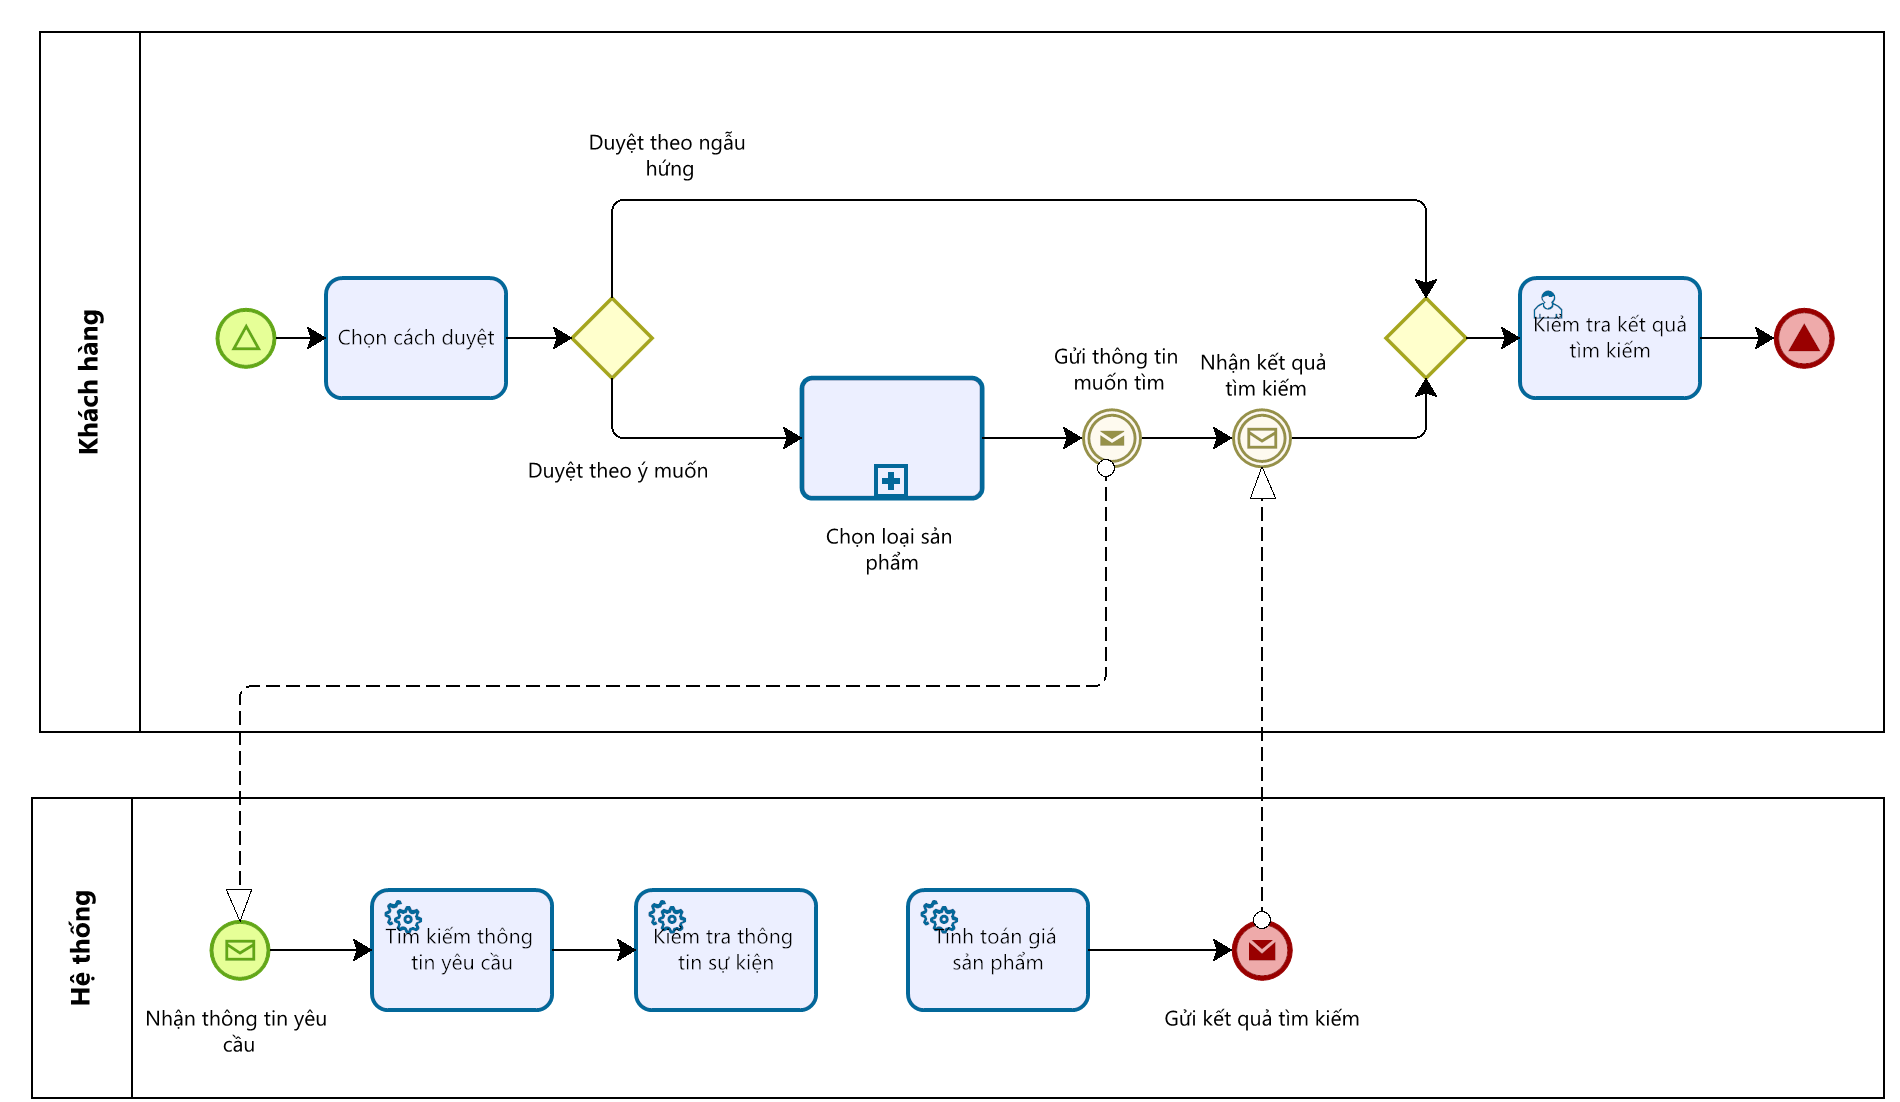 Khách hàng
Duyệt theo ngẫu
hứng
Chọn cách duyệt
Duyệt theo ý muốn
Chọn loại sản
phẩm
Gửi thông tin
muốn tìm
Nhận kết quả
tìm kiếm
Kiểm tra kết quả
tìm kiếm
Hệ thống
Nhận thông tin yêu
cầu
Tìm kiếm thông
tin yêu cầu
Kiểm tra thông
tin sự kiện
Tính toán giá
sản phẩm
Gửi kết quả tìm kiếm